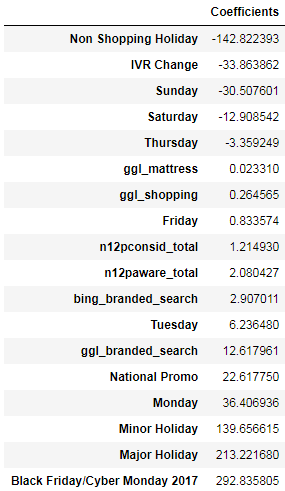 Coefficients
Non Shopping Holiday -142.822393
IVR Change -33.863862
Sunday -30.507601
Saturday -12.908542
Thursday -3.359249
ggl_mattress 0.023310
ggl_shopping 0.264565
Friday 0.833574
n12pconsid_total 1.214930
n12paware_total 2.080427
bing_branded_search 2.907011
Tuesday 6.236480
ggl_branded_search 12.617961
National Promo 22.617750
Monday 36.406936
Minor Holiday 139.656615
Major Holiday 213.221680
Black Friday/Cyber Monday 2017 292.835805